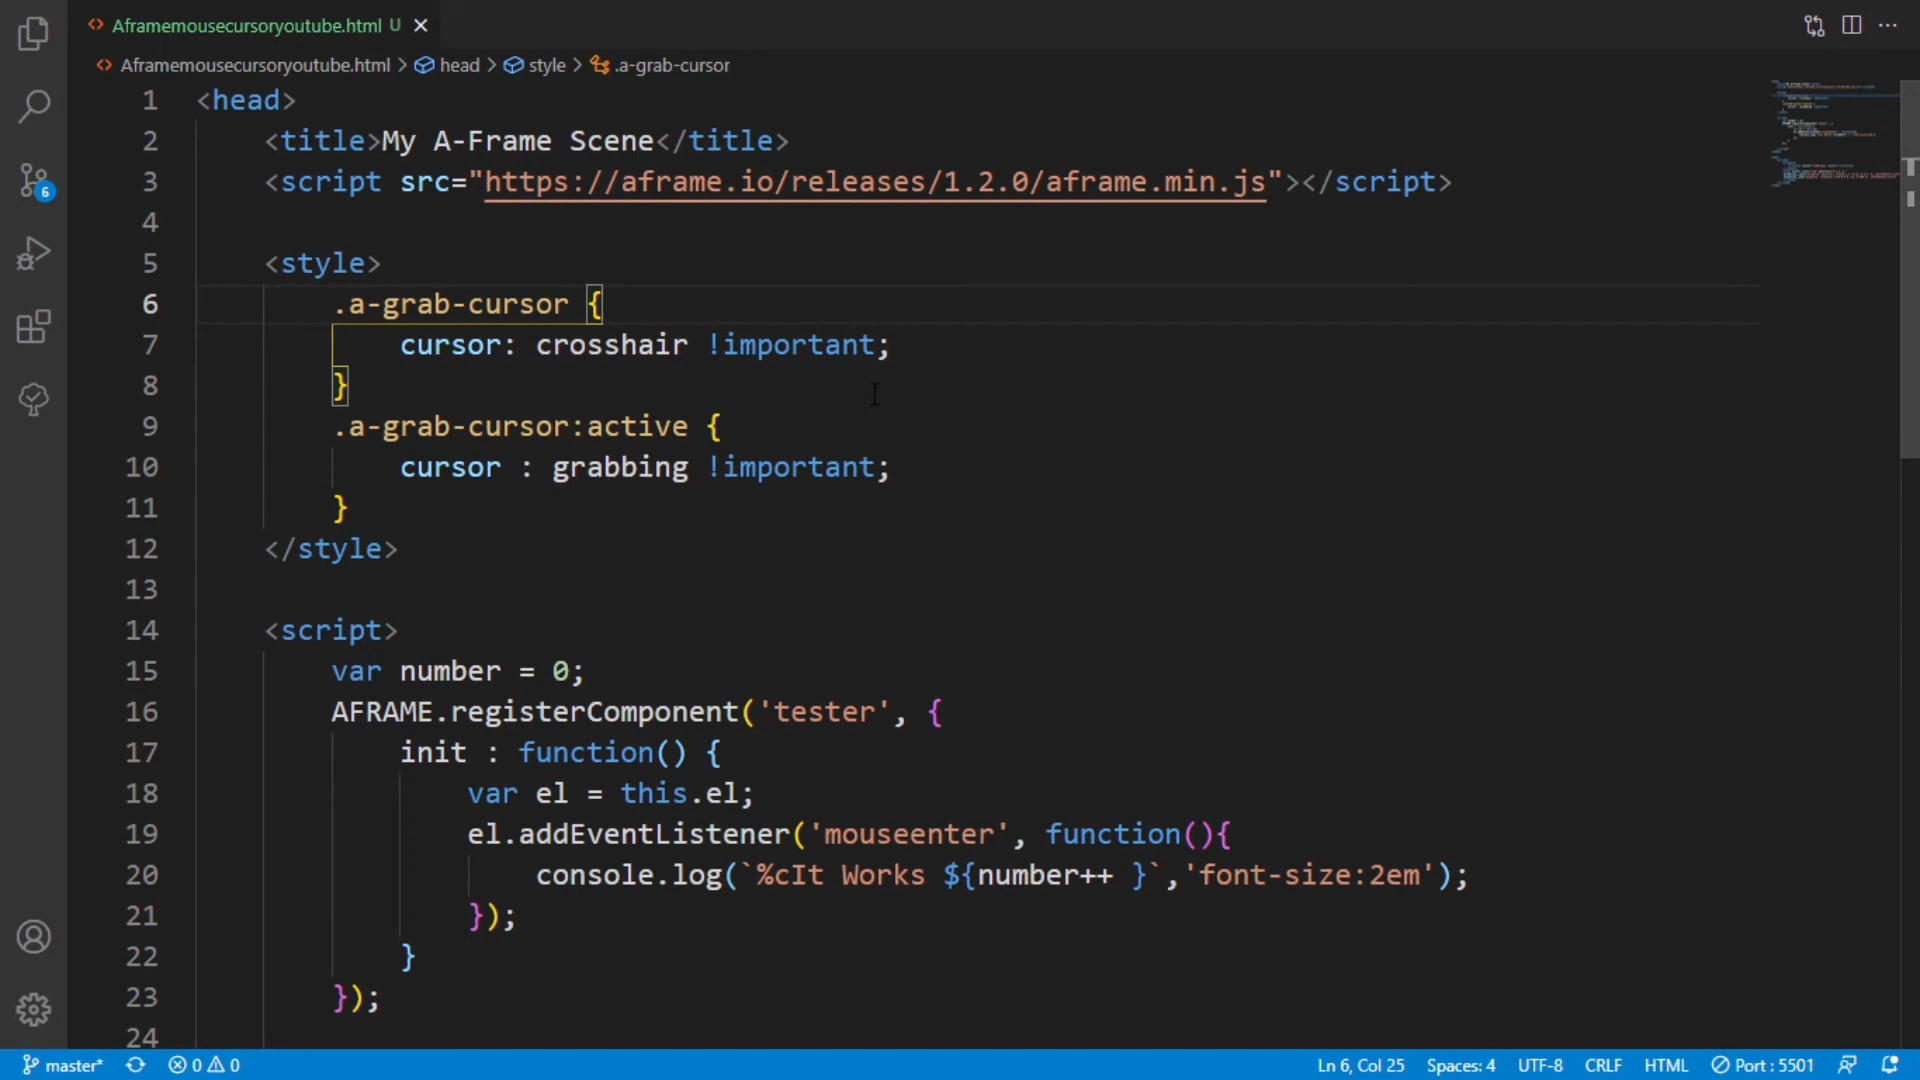 Aframemousecursoryoutube.html U
Aframemousecursoryoutube.html > head > style > .a-grab-cursor
1 <head>
2 <title>My A-Frame Scene</title>
3 <script src="https://aframe.io/releases/1.2.0/aframe.min.js"></script>
4
5 <style>
6 .a-grab-cursor {
7 cursor: crosshair !important;
8 }
9 .a-grab-cursor:active {
10 cursor : grabbing !important;
11 }
12 </style>
13
14 <script>
15 var number = 0;
16 AFRAME.registerComponent('tester', {
17 init : function() {
18 var el = this.el;
19 el.addEventListener('mouseenter', function(){
20 console.log(`%cIt Works ${number++ }`,'font-size:2em');
21 });
22 }
23 });
24
6
master* 0 0 Ln 6, Col 25 Spaces: 4 UTF-8 CRLF HTML Port : 5501